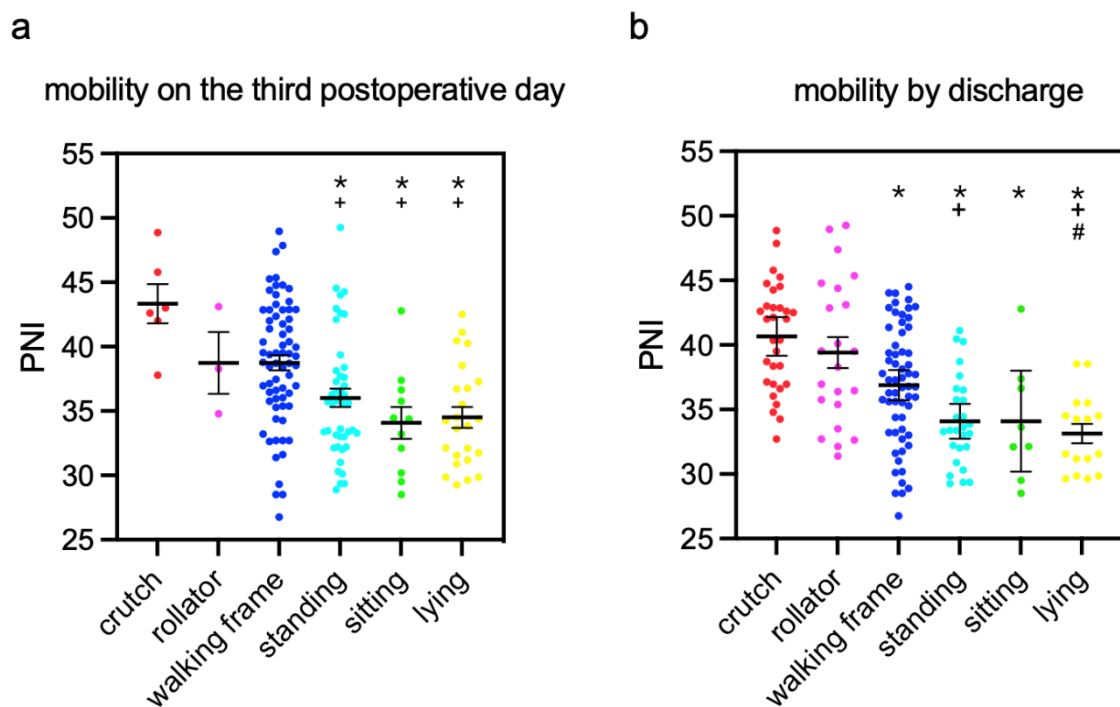 a
mobility on the third postoperative day
PNI
55
50
45
40
35
30
25
* * *
+ + +
crutch
rollator
walking frame
standing
sitting
lying
b
mobility by discharge
PNI
55
50
45
40
35
30
25
* * * *
+ +
#
crutch
rollator
walking frame
standing
sitting
lying